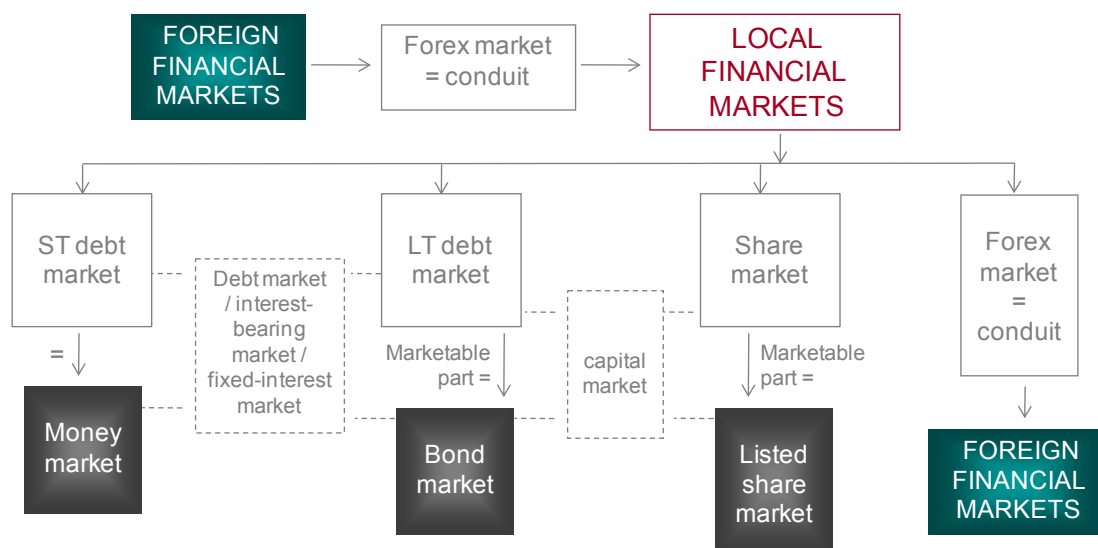 FOREIGN
FINANCIAL
MARKETS
Forex market
= conduit
LOCAL
FINANCIAL
MARKETS
ST debt
market
LT debt
market
Share
market
Forex
market
=
conduit
Debt market
/ interest-
bearing
market /
fixed-interest
market
capital
market
=
Marketable
part =
Marketable
part =
Money
market
Bond
market
Listed
share
market
FOREIGN
FINANCIAL
MARKETS